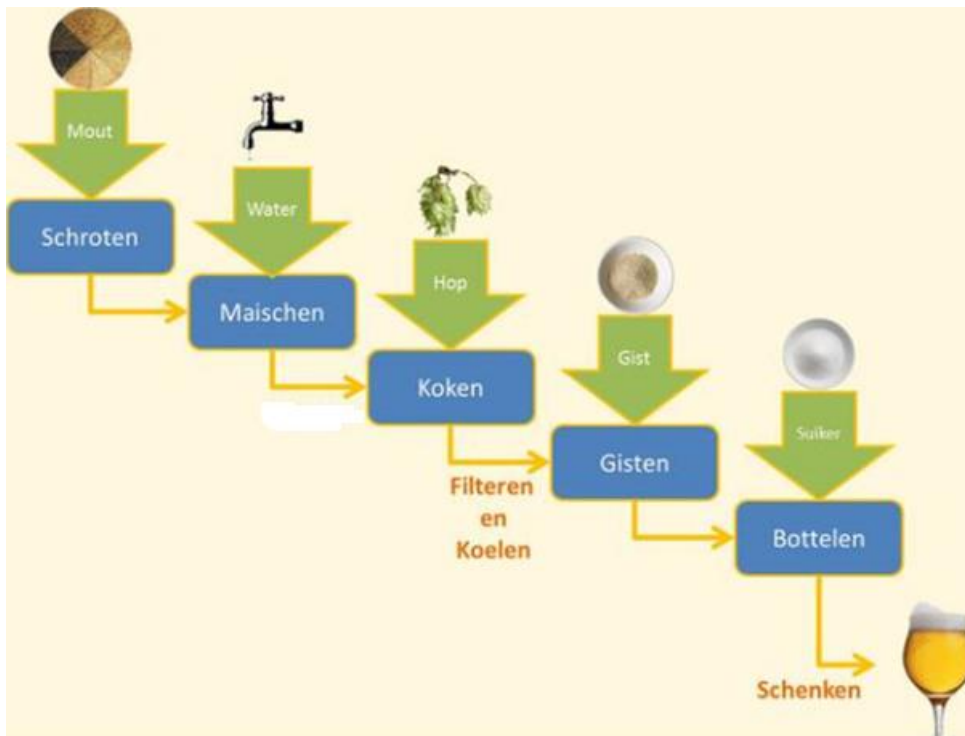 Mout
Schroten
Water
Maischen
Hop
Koken
Filteren
en
Koelen
Gist
Gisten
Suiker
Bottelen
Schenken